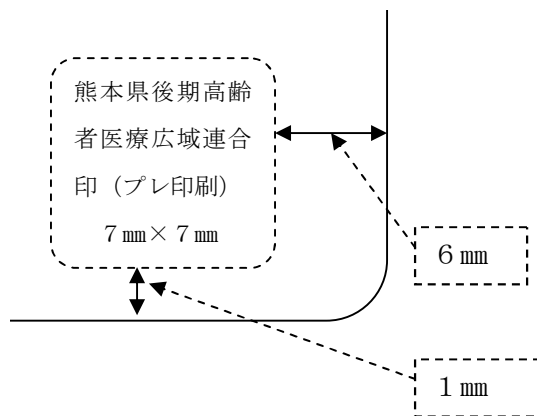 熊本県後期高齢
者医療広域連合
印（プレ印刷）
７㎜×７㎜
６㎜
１㎜